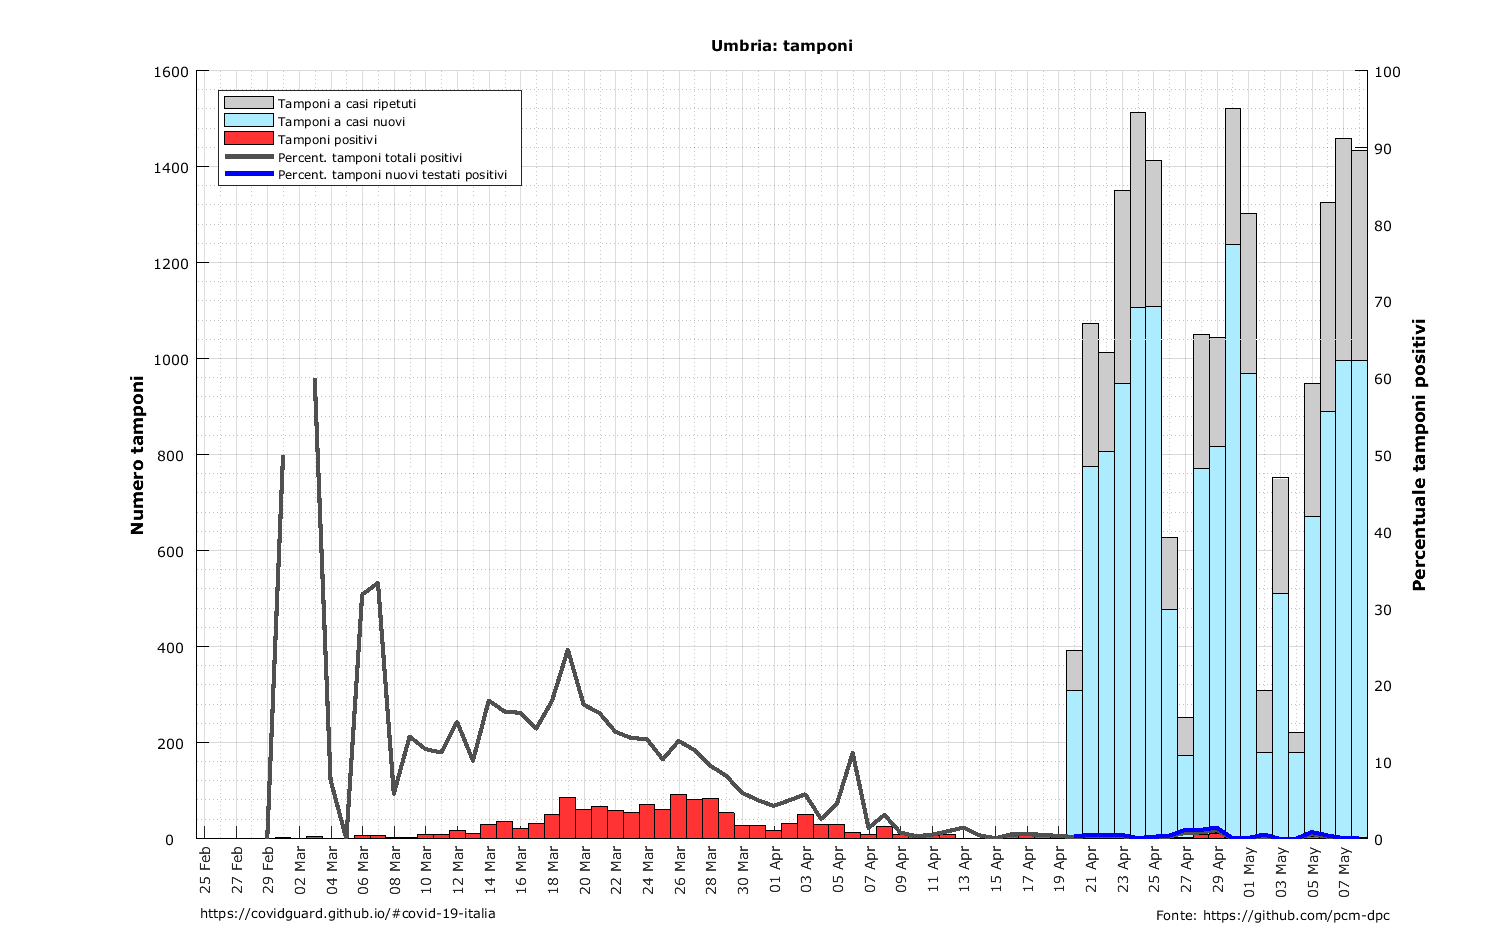 Umbria: tamponi
1600
1400
1200
1000
800
600
400
200
0
100
90
80
70
60
50
40
30
20
10
0
Numero tamponi
Percentuale tamponi positivi
Tamponi a casi ripetuti
Tamponi a casi nuovi
Tamponi positivi
Percent. tamponi totali positivi
Percent. tamponi nuovi testati positivi
25 Feb
27 Feb
29 Feb
02 Mar
04 Mar
06 Mar
08 Mar
10 Mar
12 Mar
14 Mar
16 Mar
18 Mar
20 Mar
22 Mar
24 Mar
26 Mar
28 Mar
30 Mar
01 Apr
03 Apr
05 Apr
07 Apr
09 Apr
11 Apr
13 Apr
15 Apr
17 Apr
19 Apr
21 Apr
23 Apr
25 Apr
27 Apr
29 Apr
01 May
03 May
05 May
07 May
https://covidguard.github.io/#covid-19-italia
Fonte: https://github.com/pcm-dpc